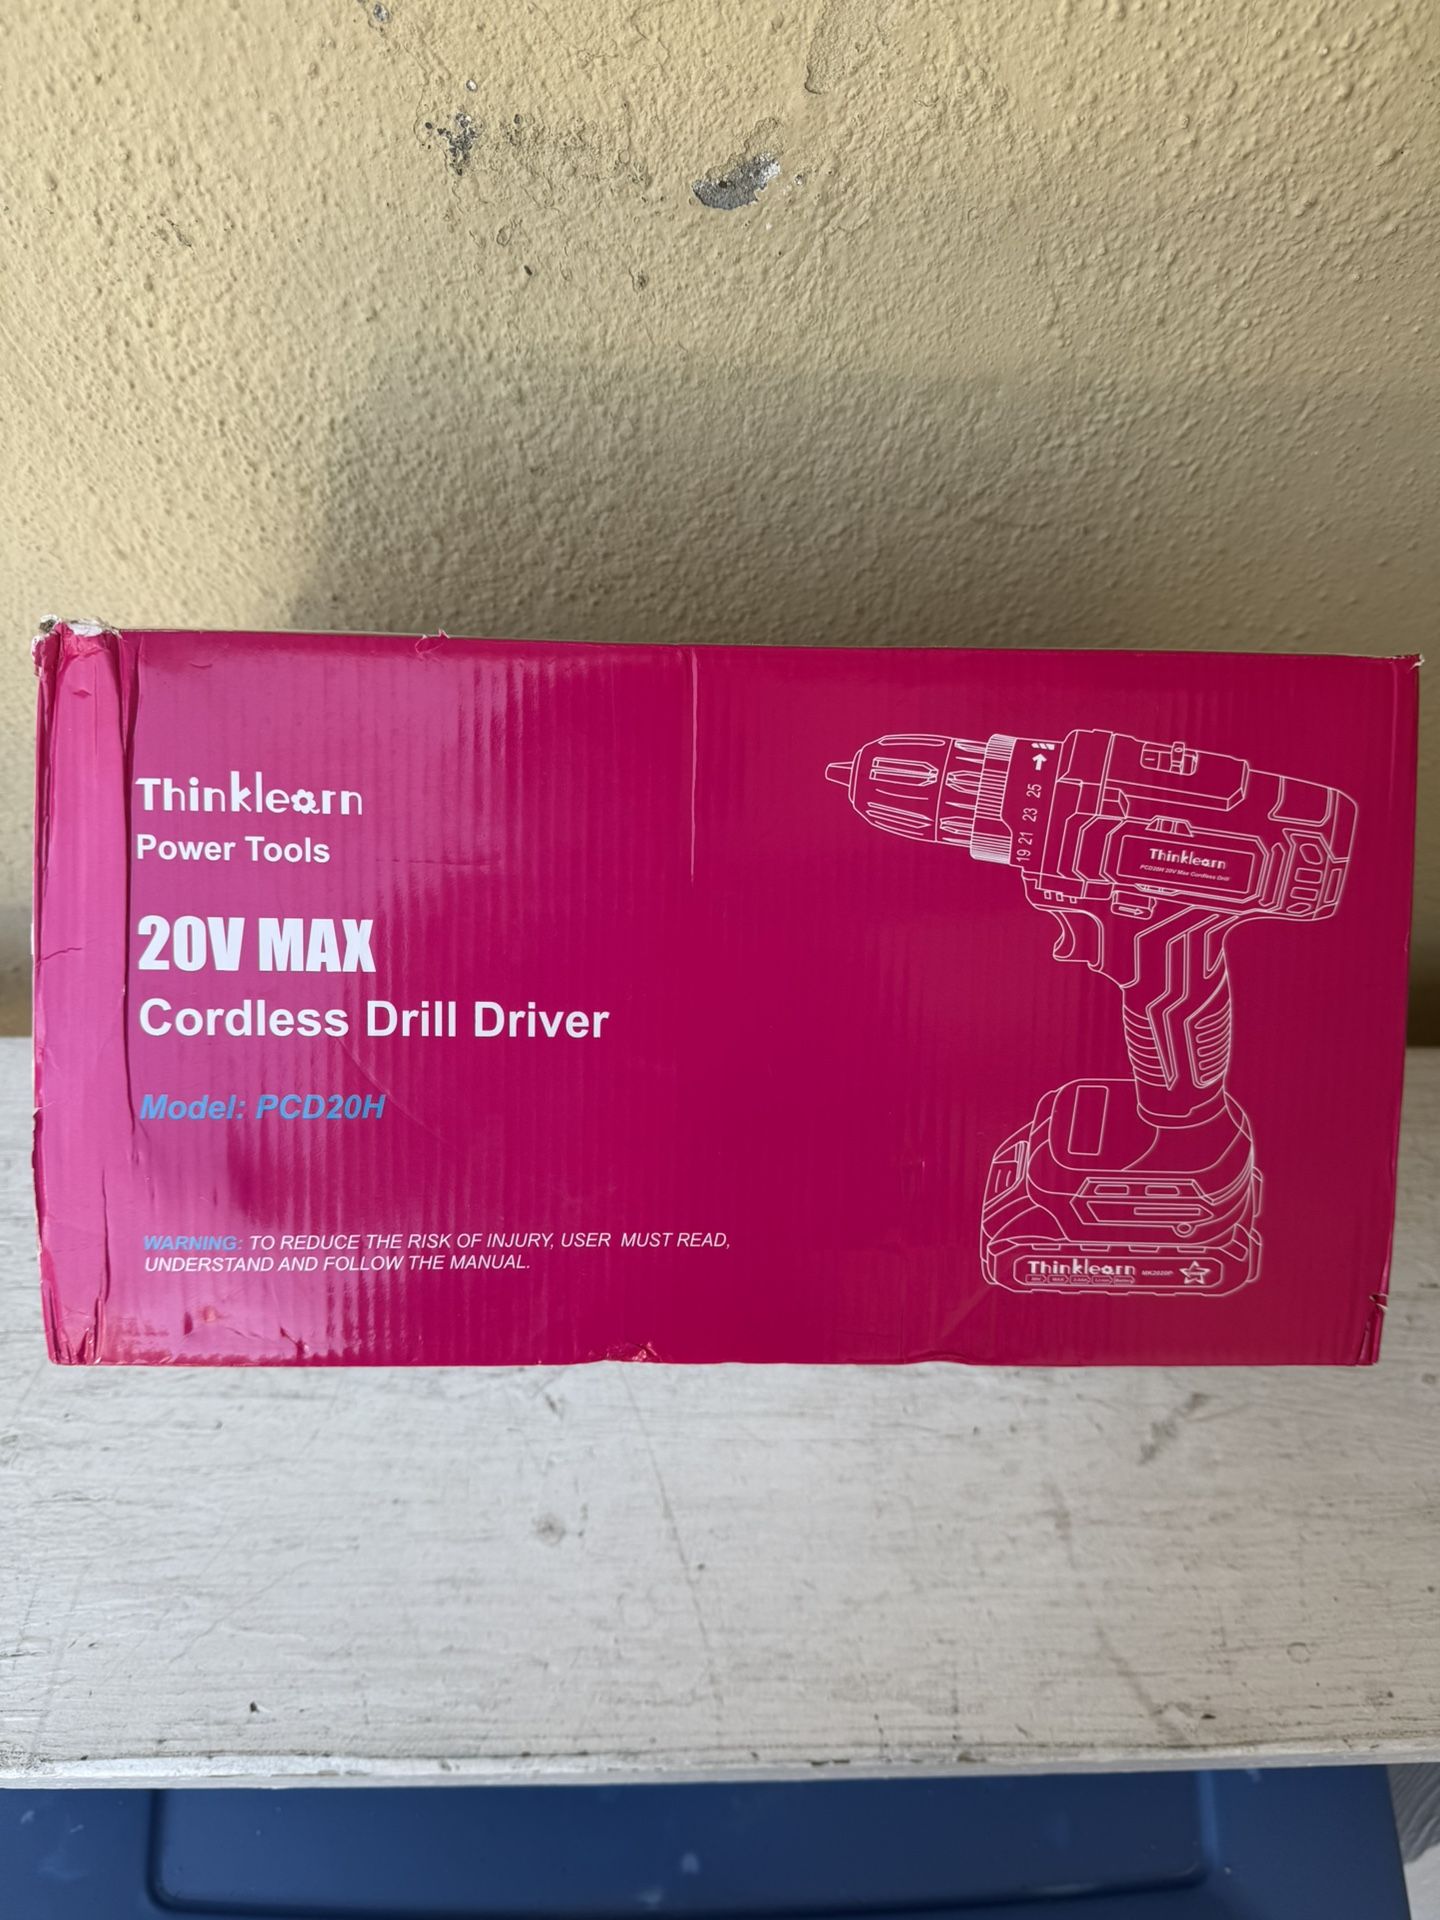 Thinklearn
Power Tools
20V MAX
Cordless Drill Driver
Model: PCD20H
WARNING: TO REDUCE THE RISK OF INJURY, USER MUST READ,
UNDERSTAND AND FOLLOW THE MANUAL.
19 21 23 25
Thinklearn
PCD20H 20V Max Cordless Drill
Thinklearn